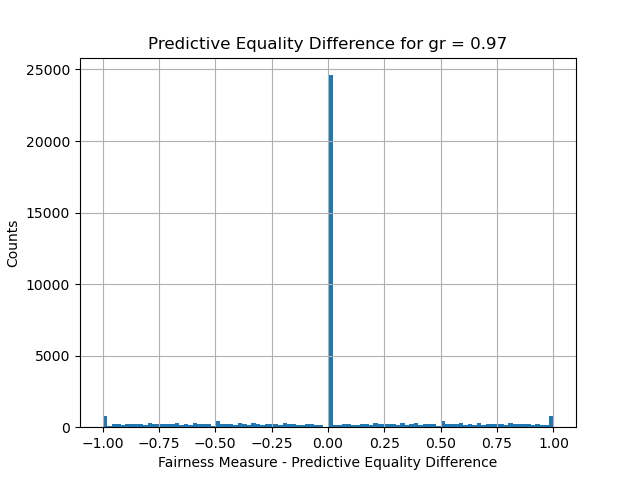 Predictive Equality Difference for gr = 0.97
Counts
25000
20000
15000
10000
5000
0
−1.00 −0.75 −0.50 −0.25 0.00 0.25 0.50 0.75 1.00
Fairness Measure - Predictive Equality Difference